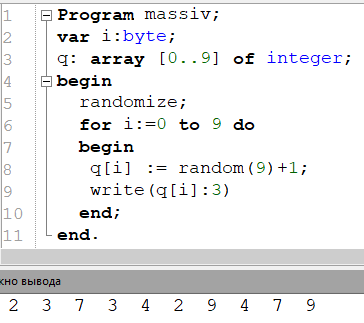 1 Program massiv;
2 var i:byte;
3 q: array [0..9] of integer;
4 begin
5 randomize;
6 for i:=0 to 9 do
7 begin
8 q[i] := random(9)+1;
9 write(q[i]:3)
10 end;
11 end.
кно вывода
2 3 7 3 4 2 9 4 7 9